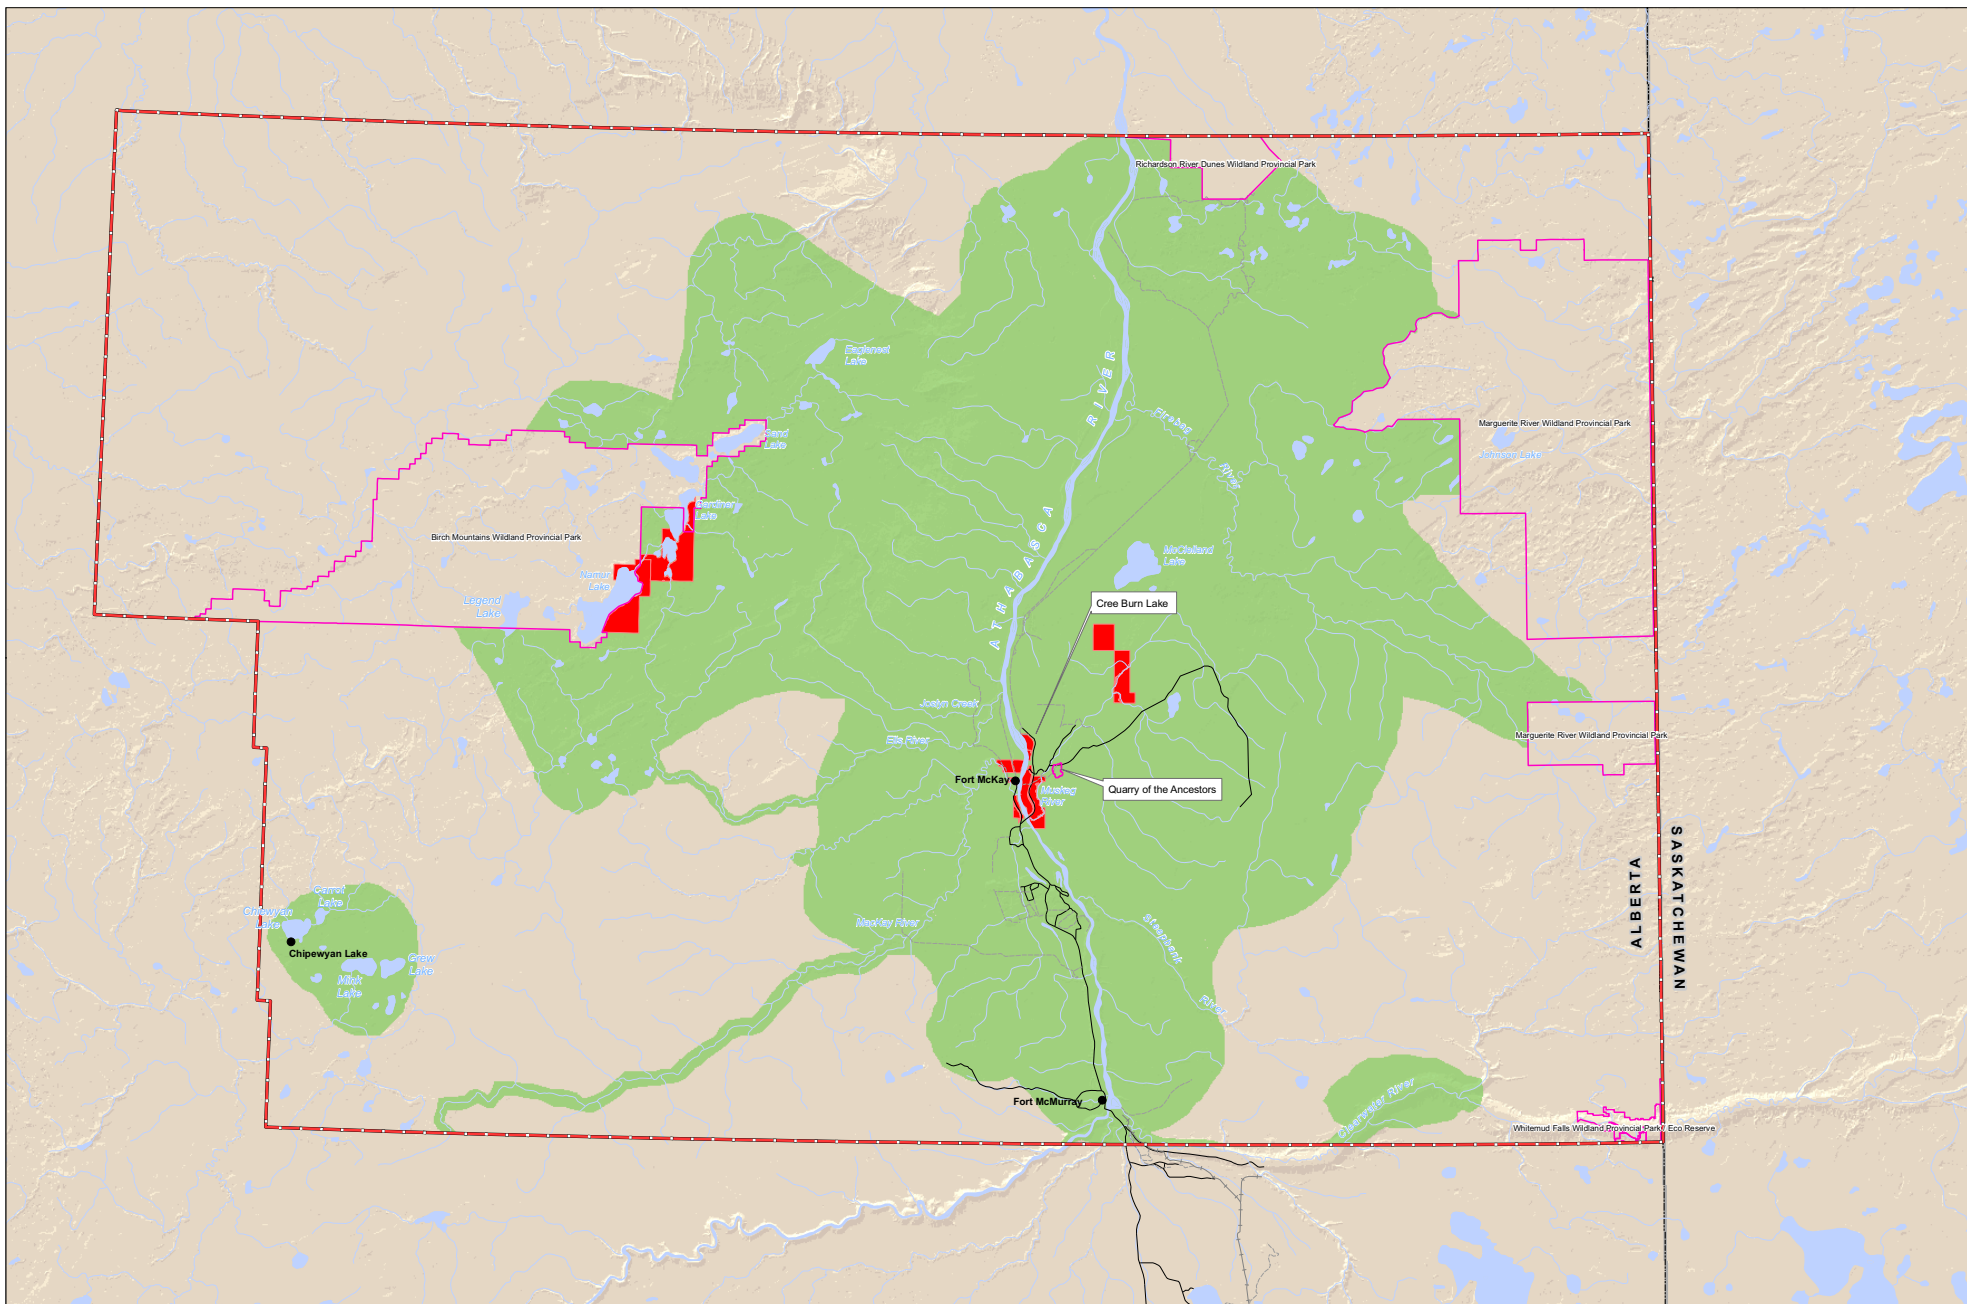 Richardson River Dunes Wildland Provincial Park
Eaglenest
Lake
ATHABASCA RIVER
Firebag
River
Sand
Lake
Marguerite River Wildland Provincial Park
Johnson Lake
Gardiner
Lake
Birch Mountains Wildland Provincial Park
McClelland
Lake
Namur
Lake
Legend
Lake
Cree Burn Lake
Joslyn Creek
Ells River
Marguerite River Wildland Provincial Park
Fort McKay
Muskeg
River
Quarry of the Ancestors
ALBERTA
SASKATCHEWAN
Carrot
Lake
Chipewyan
Lake
Chipewyan Lake
MacKay River
Steepbank
River
Grew
Lake
Mink
Lake
Fort McMurray
Clearwater River
Whitemud Falls Wildland Provincial Park / Eco Reserve